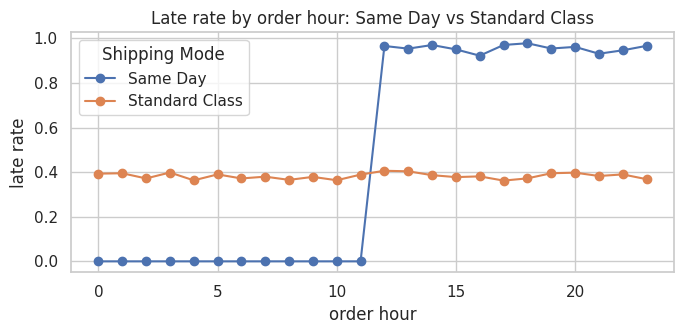 Late rate by order hour: Same Day vs Standard Class
Shipping Mode
Same Day
Standard Class
late rate
1.0
0.8
0.6
0.4
0.2
0.0
0 5 10 15 20
order hour